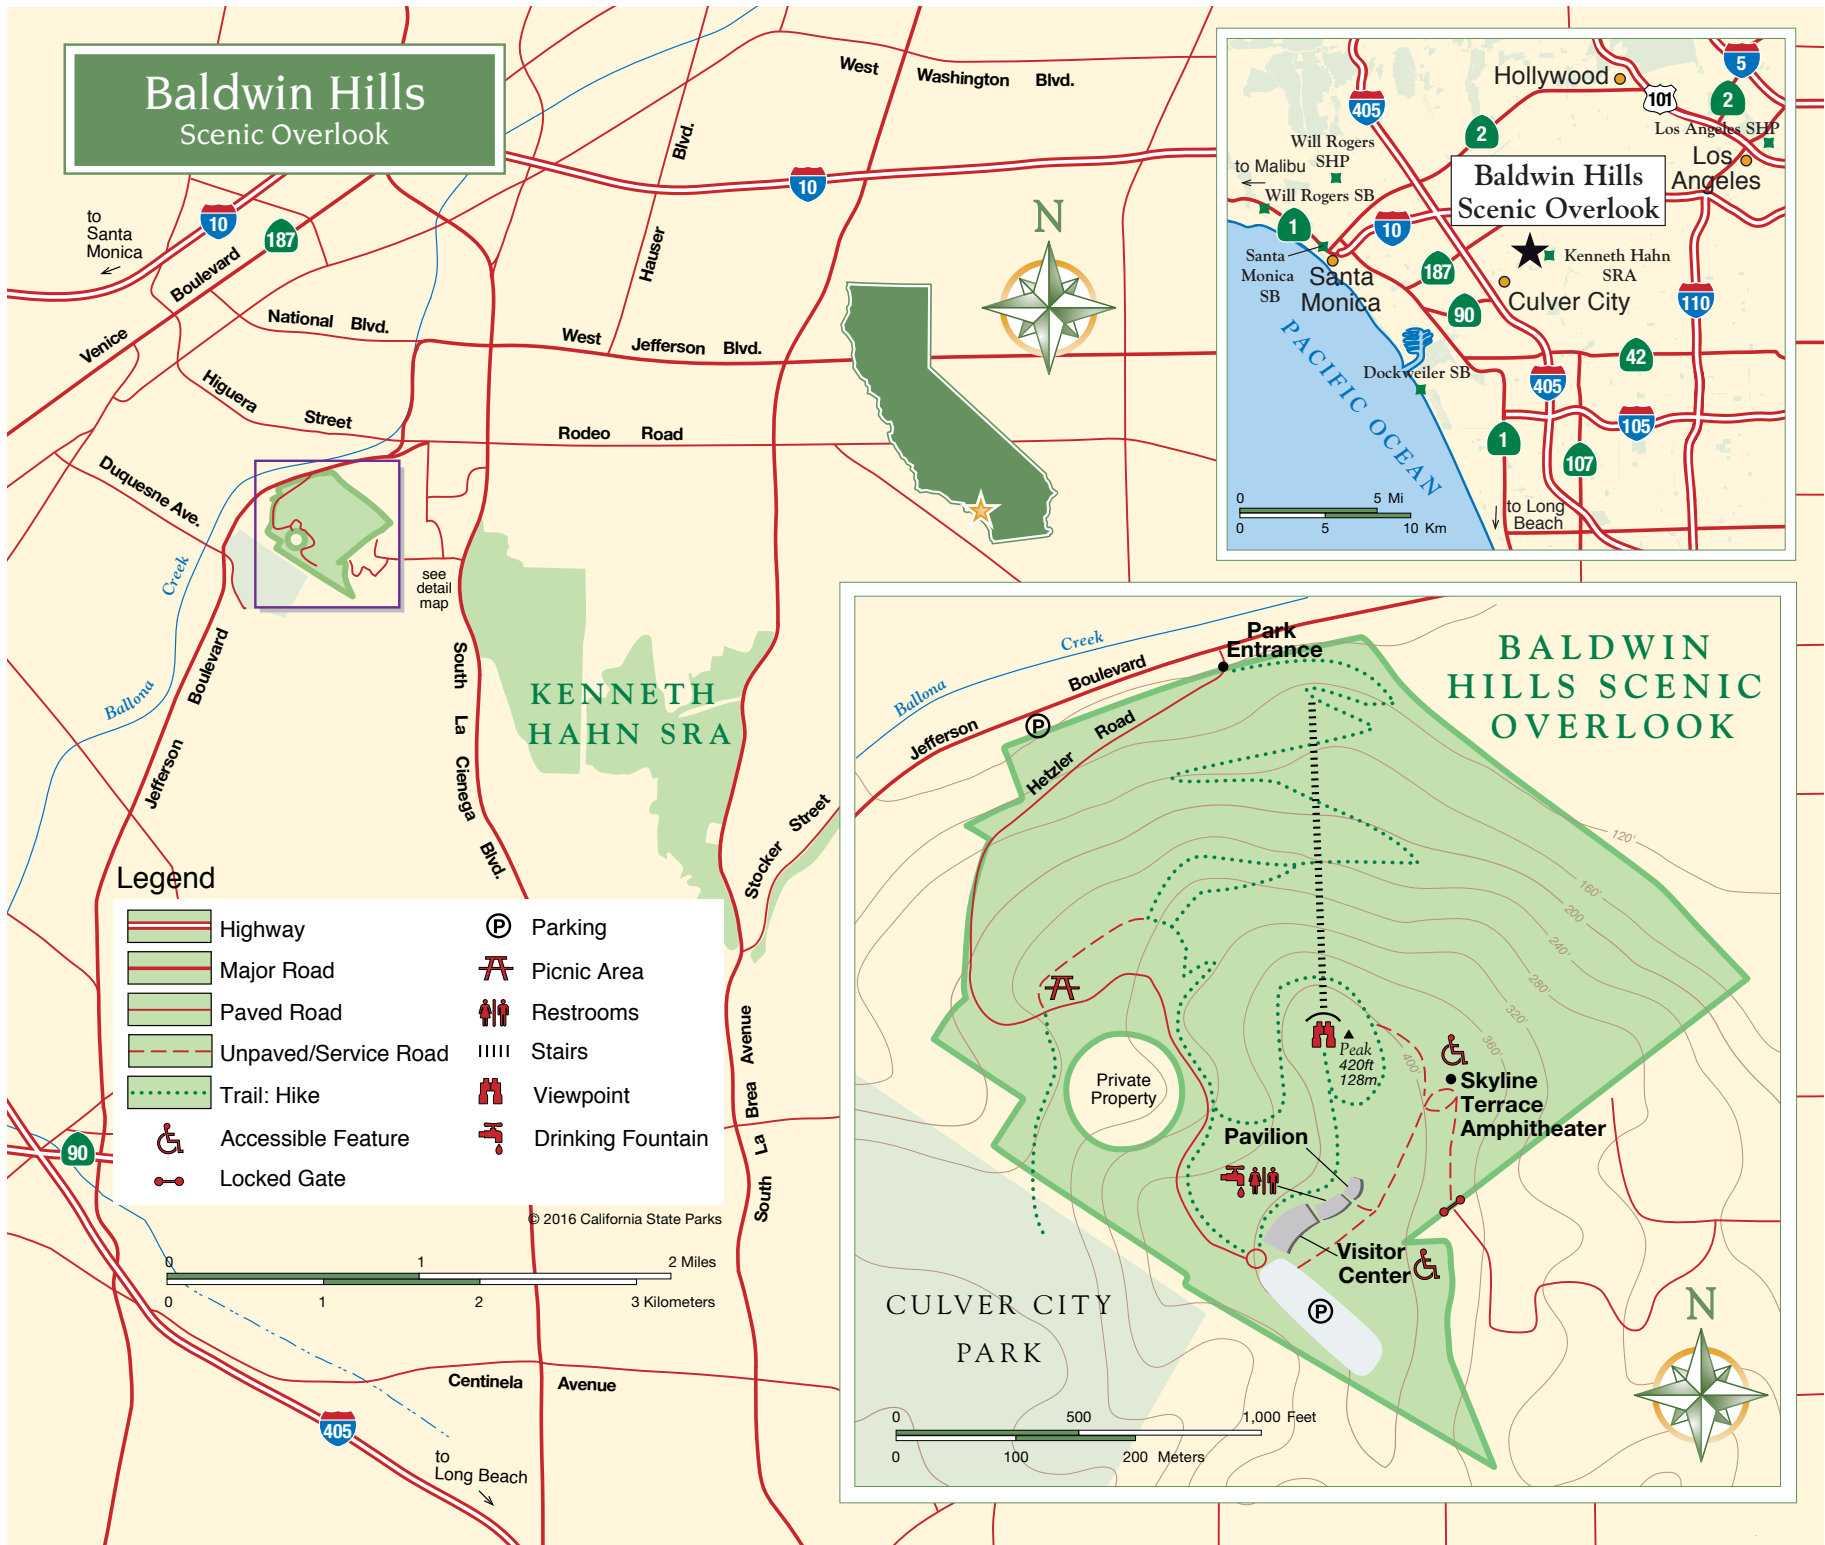 Baldwin Hills
Scenic Overlook
to
Santa
Monica
10
187
10
Venice
Boulevard
National Blvd.
Higuera
Street
Duquesne Ave.
West
Washington
Blvd.
Hauser
Blvd.
West
Jefferson
Blvd.
Rodeo
Road
N
see
detail
map
Ballona
Creek
Jefferson
Boulevard
South
La
Cienega
Blvd.
KENNETH
HAHN SRA
Stocker
Street
South
La
Brea
Avenue
Centinela
Avenue
90
405
to
Long Beach
Legend
Highway
Major Road
Paved Road
Unpaved/Service Road
Trail: Hike
Accessible Feature
Locked Gate
P
Parking
Picnic Area
Restrooms
Stairs
Viewpoint
Drinking Fountain
© 2016 California State Parks
0
1
2 Miles
0
1
2
3 Kilometers
405
Hollywood
101
5
2
2
Los Angeles SHP
Los
Angeles
Will Rogers
SHP
to Malibu
Will Rogers SB
1
10
Baldwin Hills
Scenic Overlook
Kenneth Hahn
SRA
Santa
Monica
SB
Santa
Monica
187
Culver City
90
110
42
Dockweiler SB
405
105
1
107
PACIFIC OCEAN
to Long
Beach
0
5 Mi
0
5
10 Km
BALDWIN
HILLS SCENIC
OVERLOOK
Park
Entrance
Ballona
Creek
Jefferson
Boulevard
P
Hetzler
Road
120'
160'
200
240'
280'
320'
360'
400'
Peak
420ft
128m
Private
Property
Skyline
Terrace
Amphitheater
Pavilion
Visitor
Center
P
CULVER CITY
PARK
N
0
500
1,000 Feet
0
100
200 Meters